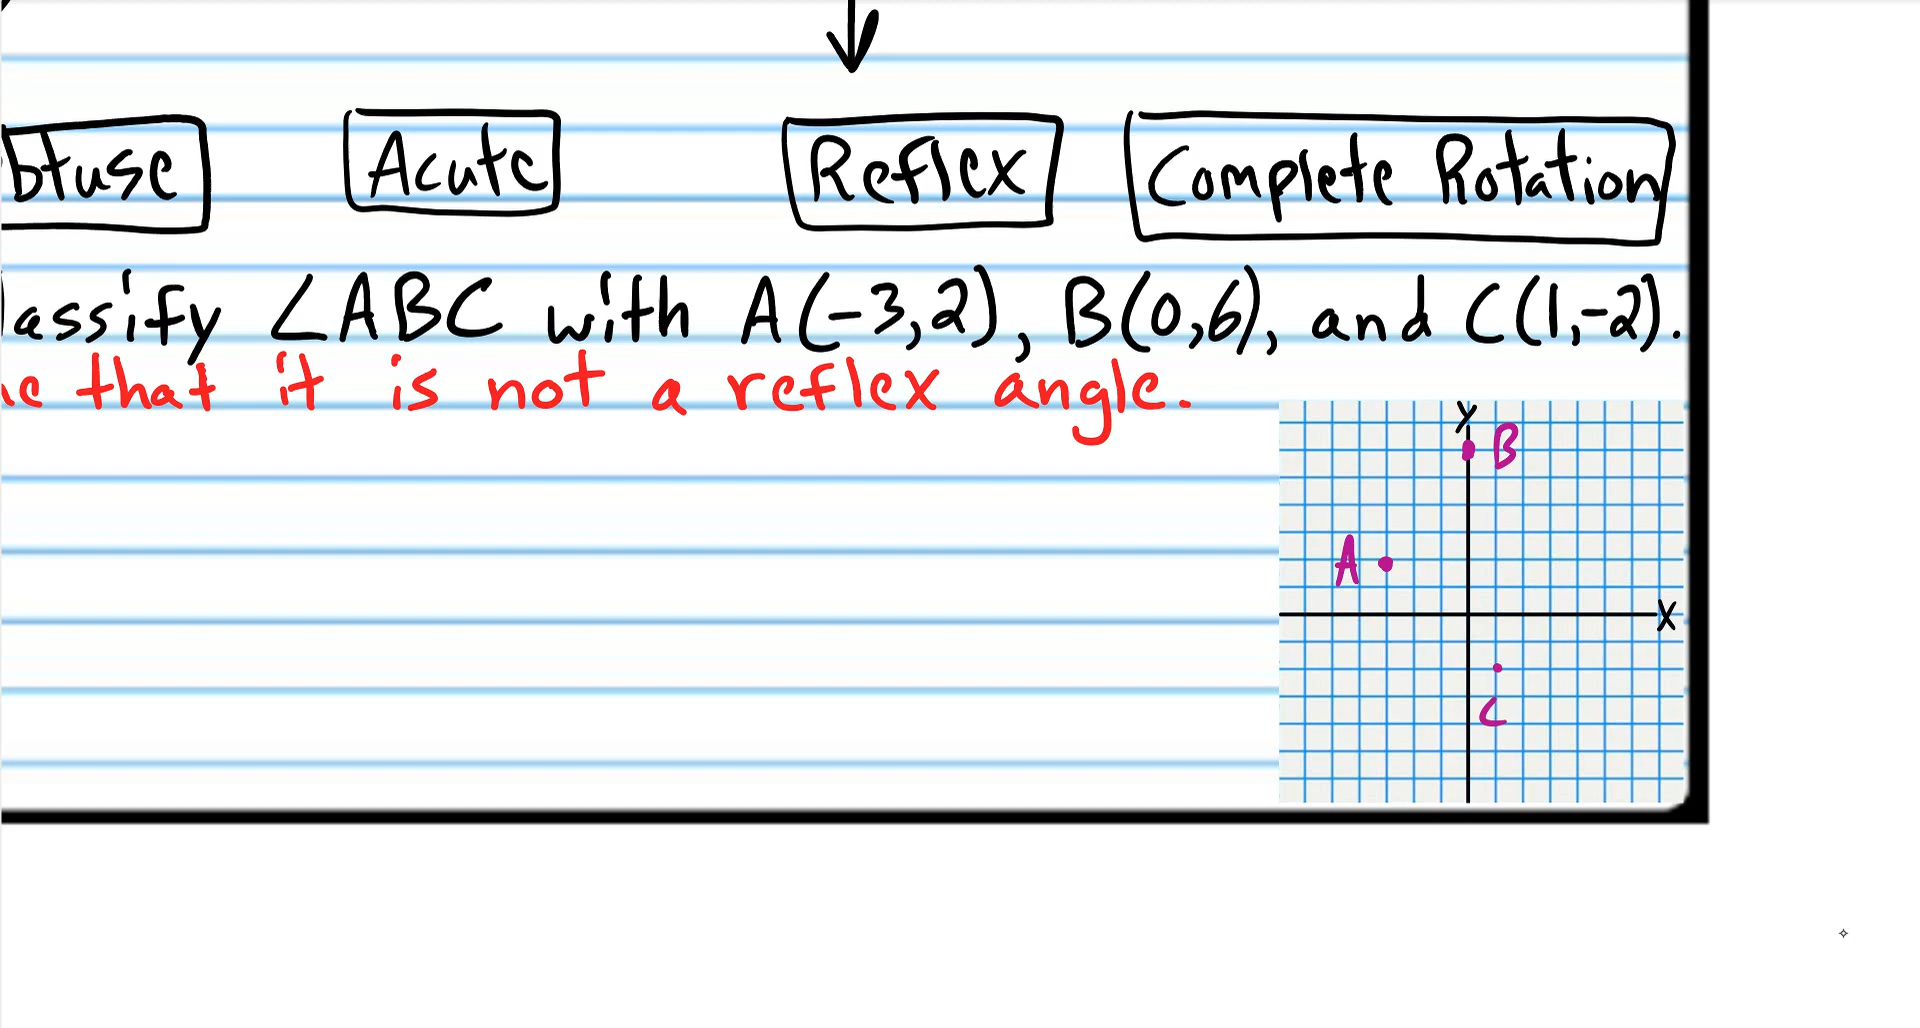 btuse Acute Reflex Complete Rotation
lassify ∠ABC with A(-3,2), B(0,6), and C(1,-2).
that it is not a reflex angle.
y
B
A
x
C